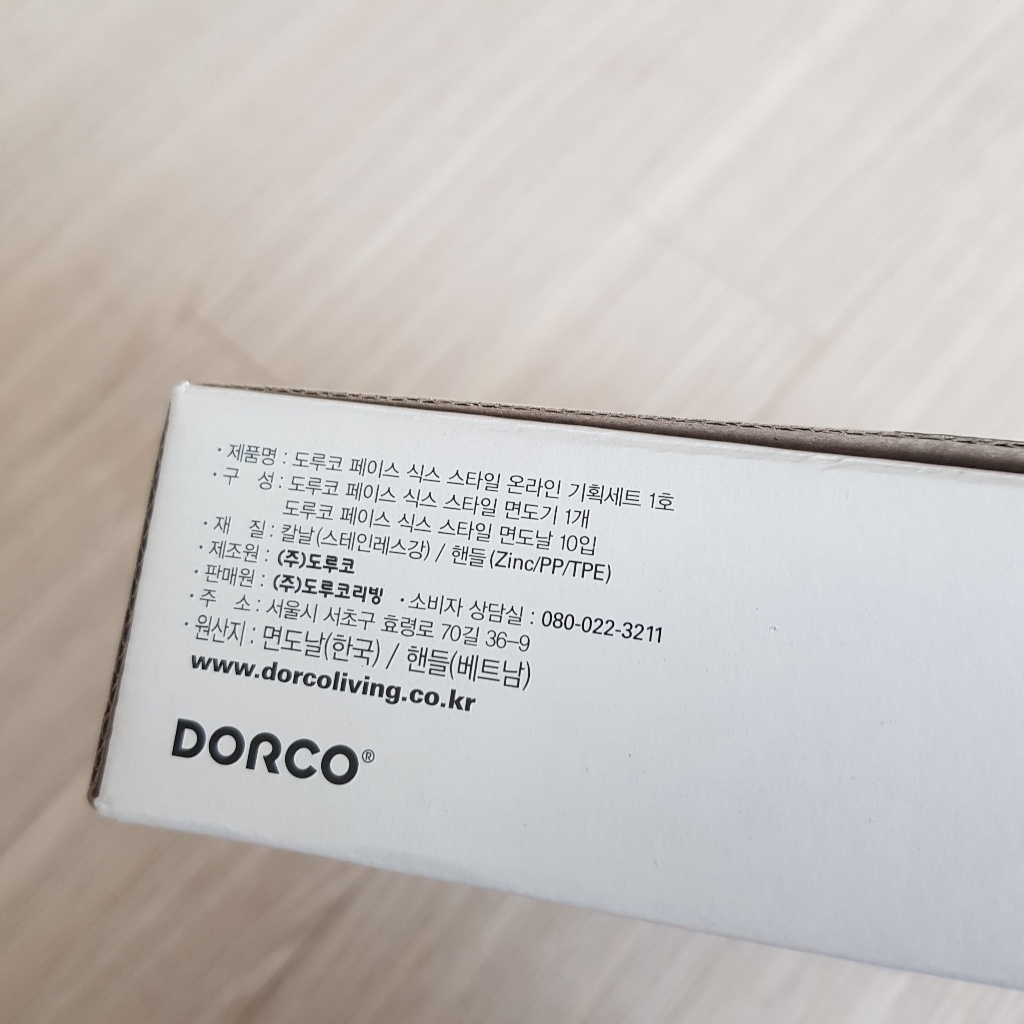 · 제품명 : 도루코 페이스 식스 스타일 온라인 기획세트 1호
· 구 성 : 도루코 페이스 식스 스타일 면도기 1개
도루코 페이스 식스 스타일 면도날 10입
· 재 질 : 칼날(스테인레스강) / 핸들(Zinc/PP/TPE)
· 제조원 : (주)도루코
· 판매원 : (주)도루코리빙 · 소비자 상담실 : 080-022-3211
· 주 소 : 서울시 서초구 효령로 70길 36-9
· 원산지 : 면도날(한국) / 핸들(베트남)
www.dorcoliving.co.kr
DORCO®